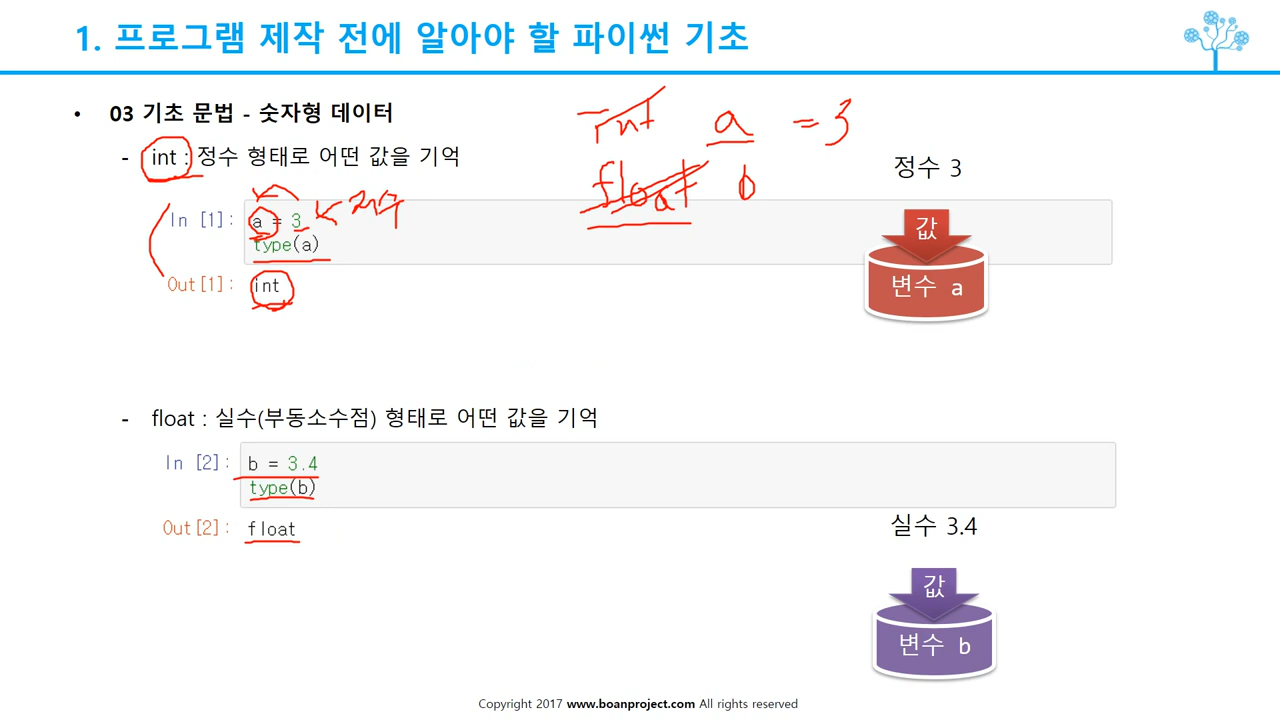 1. 프로그램 제작 전에 알아야 할 파이썬 기초
• 03 기초 문법 - 숫자형 데이터
int a = 3
- int : 정수 형태로 어떤 값을 기억
float b
정수 3
In [1]: a = 3
정수
type(a)
값
변수 a
Out[1]: int
- float : 실수(부동소수점) 형태로 어떤 값을 기억
In [2]: b = 3.4
type(b)
Out[2]: float
실수 3.4
값
변수 b
Copyright 2017 www.boanproject.com All rights reserved